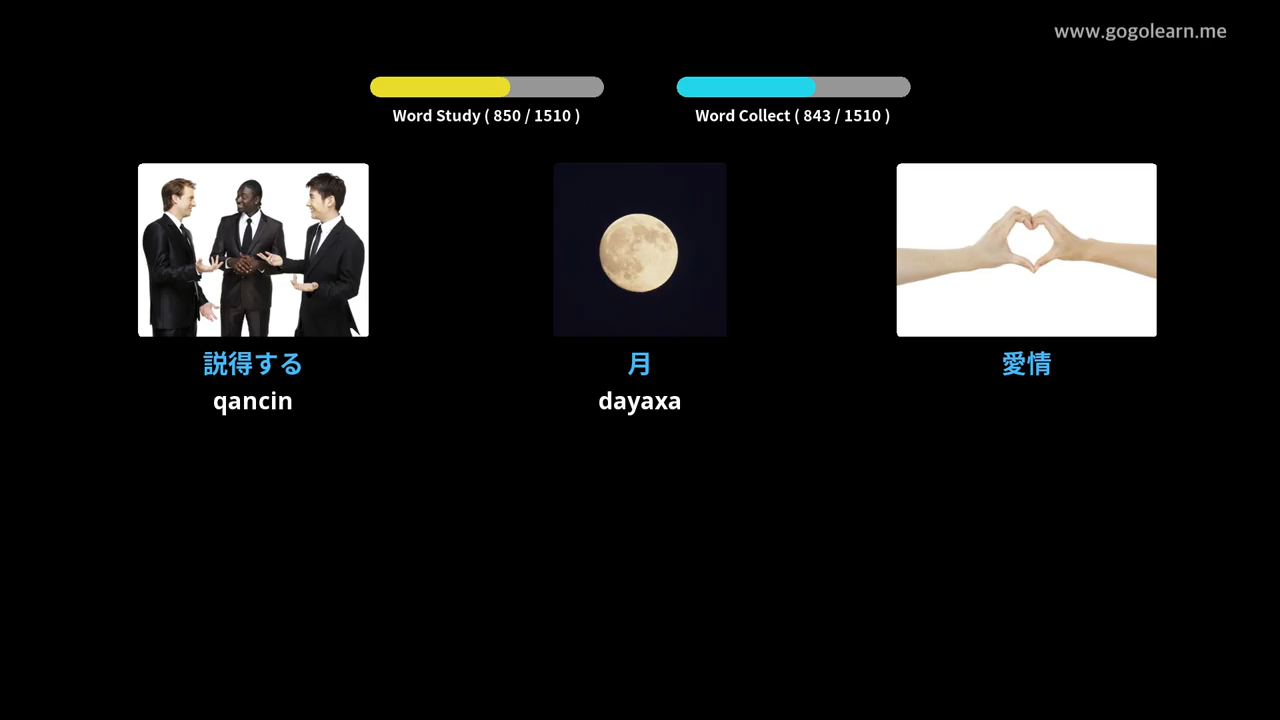 www.gogolearn.me
Word Study ( 850 / 1510 )
Word Collect ( 843 / 1510 )
説得する
月
愛情
qancin
dayaxa